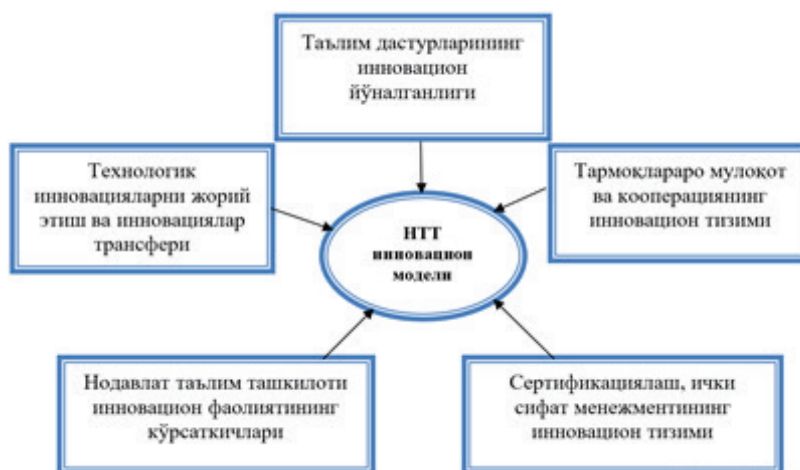 Таълим дастурларининг
инновацион
йўналганлиги
Технологик
инновацияларни жорий
этиш ва инновациялар
трансфери
Тармоқлараро мулоқот
ва кооперациянинг
инновацион тизими
НТТ
инновацион
модели
Нодавлат таълим ташкилоти
инновацион фаолиятининг
кўрсаткичлари
Сертификациялаш, ички
сифат менежментининг
инновацион тизими